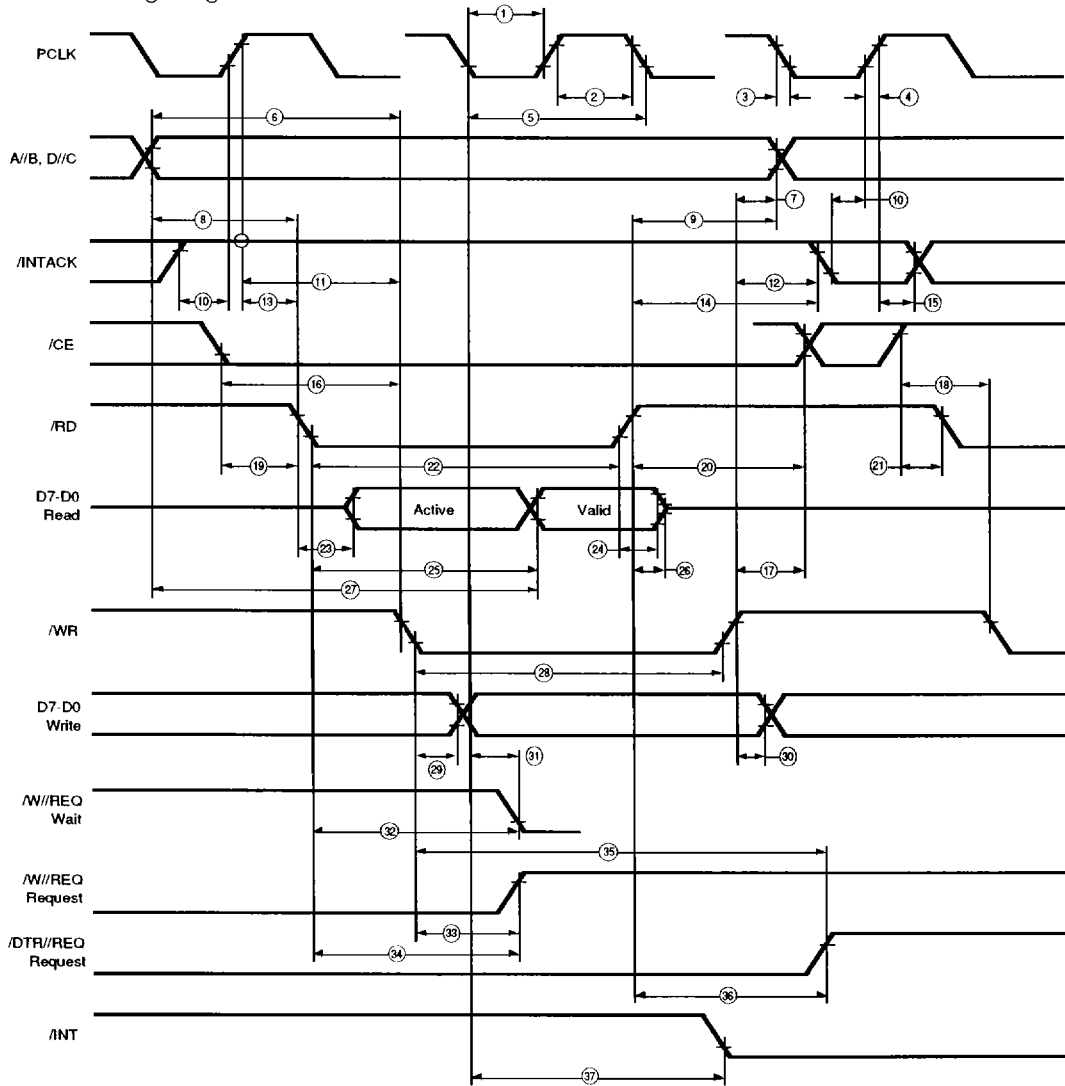 1
PCLK
2
3
4
5
6
A//B, D//C
7
10
8
9
/INTACK
11
12
10
13
14
15
/CE
16
18
/RD
19
22
20
21
D7-D0
Read
Active
Valid
23
24
25
26
17
27
/WR
28
D7-D0
Write
29
31
30
/W//REQ
Wait
32
35
/W//REQ
Request
33
/DTR//REQ
Request
34
36
/INT
37